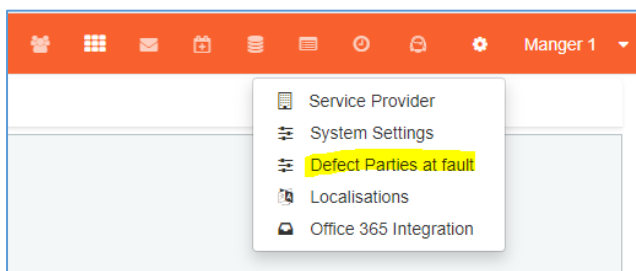 Manger 1
Service Provider
System Settings
Defect Parties at fault
Localisations
Office 365 Integration